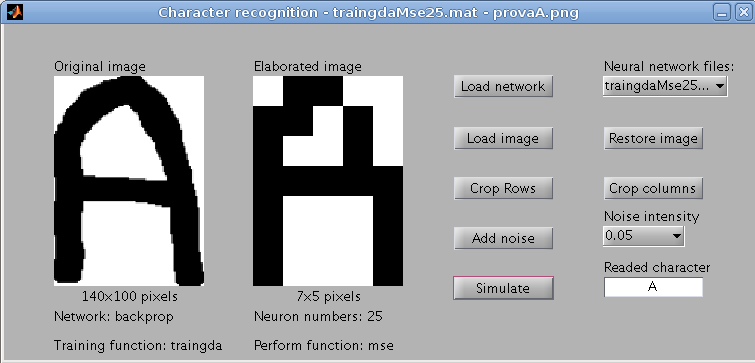 Character recognition - traingdaMse25.mat - provaA.png
Original image
Elaborated image
Neural network files:
Load network
traingdaMse25...
Load image
Restore image
Crop Rows
Crop columns
Noise intensity
Add noise
0.05
Readed character
Simulate
A
A
140x100 pixels
7x5 pixels
Network: backprop
Neuron numbers: 25
Training function: traingda
Perform function: mse